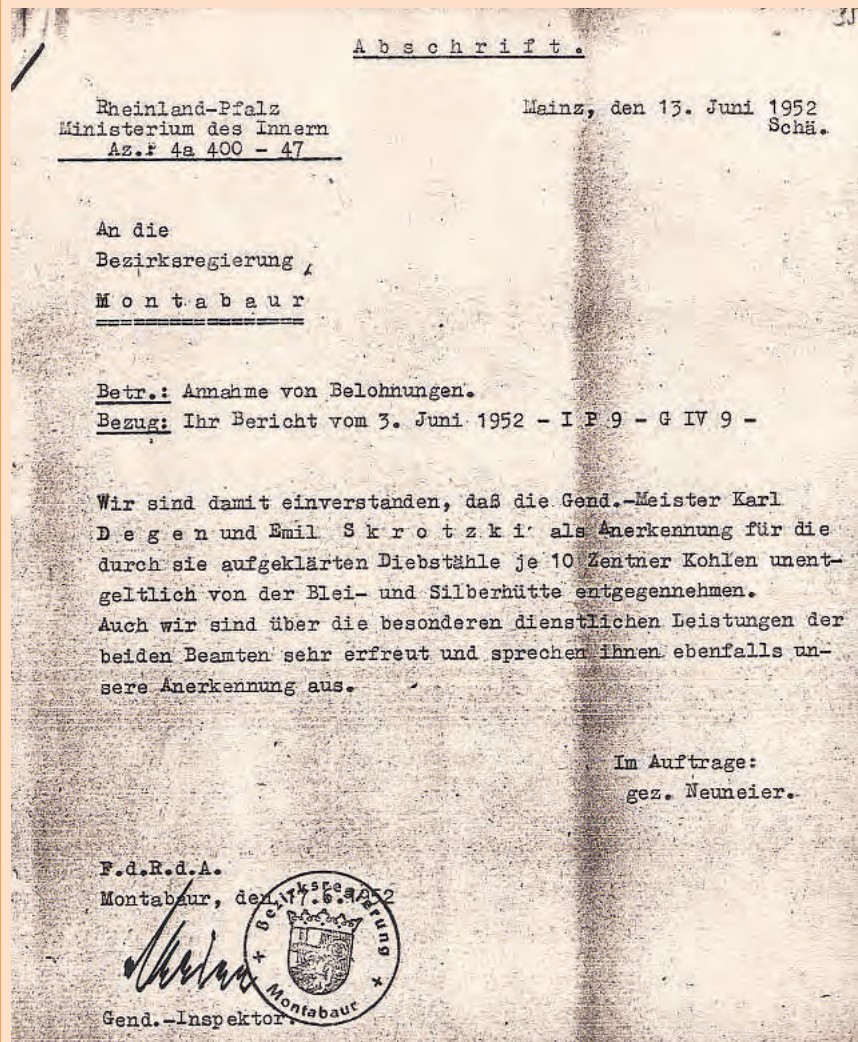 35
A b s c h r i f t .
Rheinland-Pfalz
Ministerium des Innern
Az.: 4a 400 - 47
Mainz, den 13. Juni 1952
Schä.
An die
Bezirksregierung
M o n t a b a u r
Betr.: Annahme von Belohnungen.
Bezug: Ihr Bericht vom 3. Juni 1952 - I P 9 - G IV 9 -
Wir sind damit einverstanden, daß die Gend.-Meister Karl
D e g e n und Emil S k r o t z k i als Anerkennung für die
durch sie aufgeklärten Diebstähle je 10 Zentner Kohlen unent-
geltlich von der Blei- und Silberhütte entgegennehmen.
Auch wir sind über die besonderen dienstlichen Leistungen der
beiden Beamten sehr erfreut und sprechen ihnen ebenfalls un-
sere Anerkennung aus.
Im Auftrage:
gez. Neuneier.
F.d.R.d.A.
Montabaur, den 17.6.1952
Bezirksregierung
Montabaur
Gend.-Inspektor.